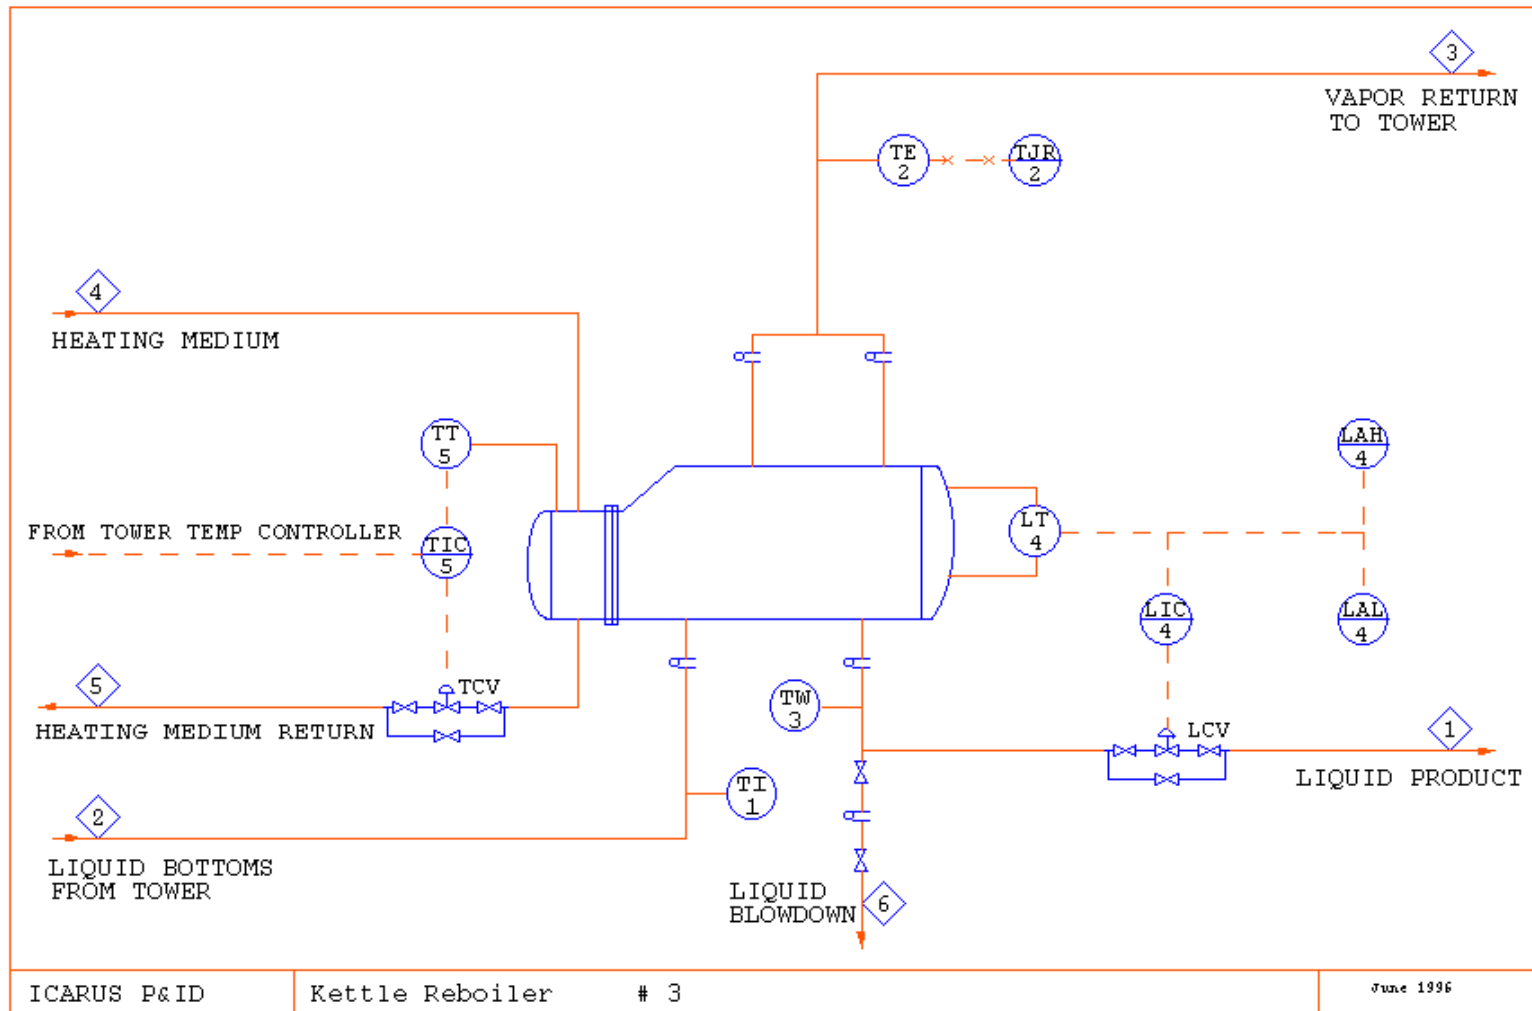 3
VAPOR RETURN
TO TOWER
TE
2
TJR
2
4
HEATING MEDIUM
TT
5
LAH
4
FROM TOWER TEMP CONTROLLER
TIC
5
LT
4
LIC
4
LAL
4
5
TCV
HEATING MEDIUM RETURN
TW
3
LCV
1
LIQUID PRODUCT
TI
1
2
LIQUID BOTTOMS
FROM TOWER
LIQUID
BLOWDOWN
6
ICARUS P&ID
Kettle Reboiler # 3
June 1996